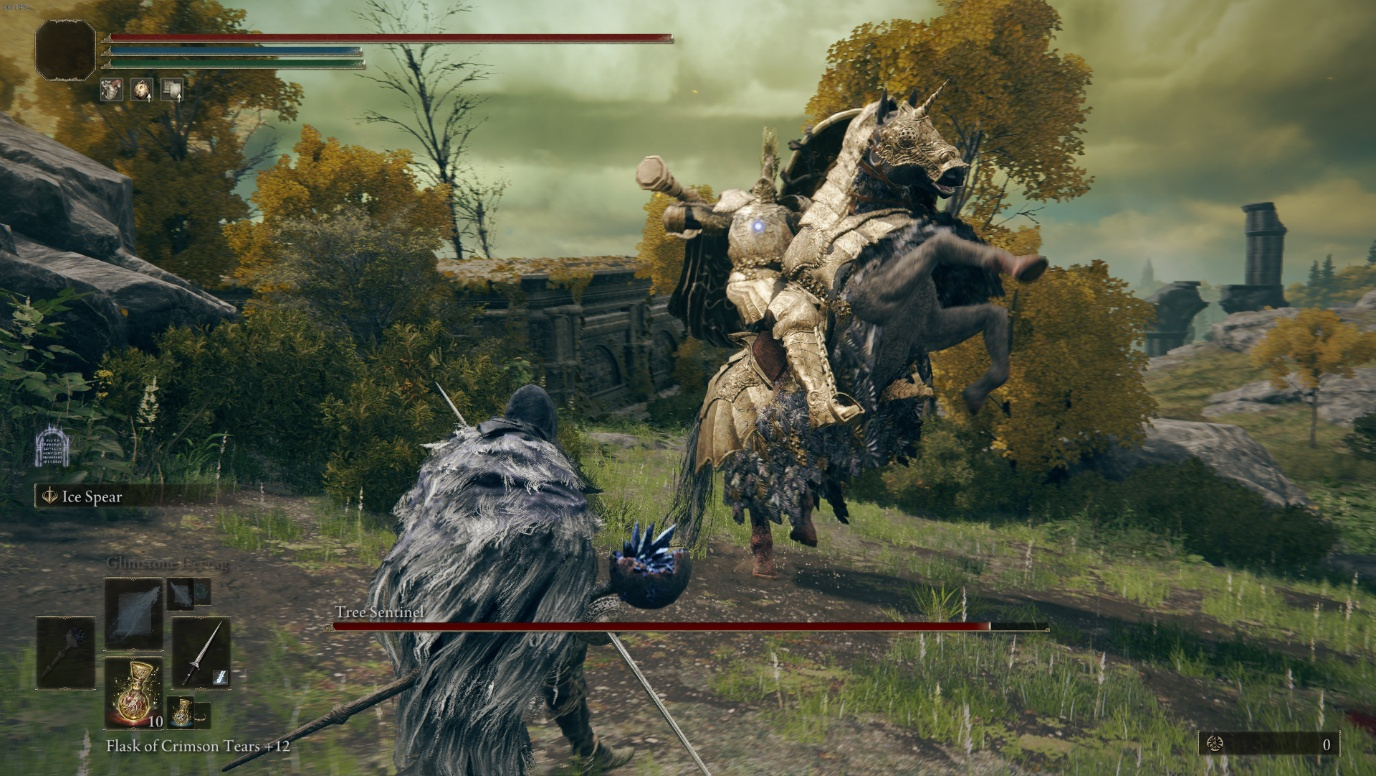 Ice Spear
Tree Sentinel
10
Flask of Crimson Tears +12
0